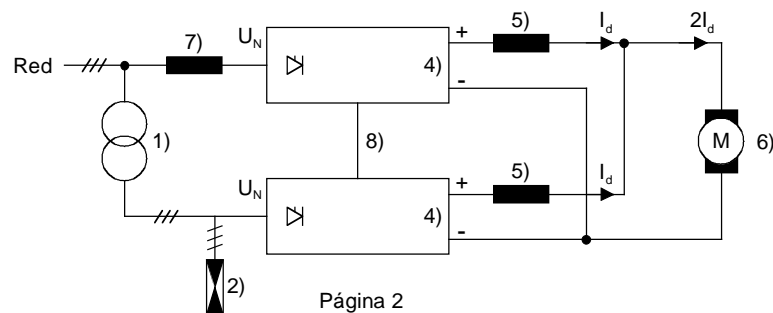 5) I_d 2I_d
7) U_N +
Red 4)
-
1) 8) M 6)
5) I_d
U_N +
4)
-
2)
Página 2